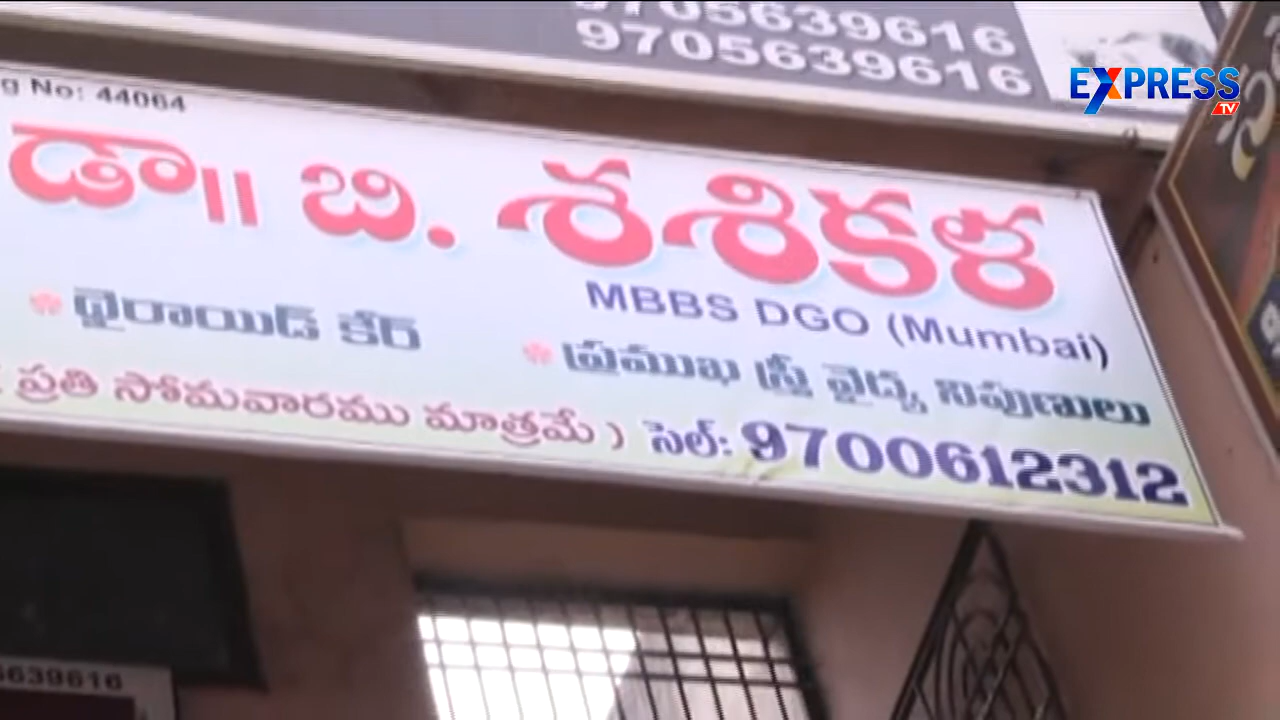 9705639616
9705639616
EXPRESS
TV
g No: 44064
డా|| బి. శశికళ
MBBS DGO (Mumbai)
థైరాయిడ్ కేర్
ప్రముఖ స్త్రీ వైద్య నిపుణులు
ప్రతి సోమవారము మాత్రమే )
సెల్: 9700612312
5639616